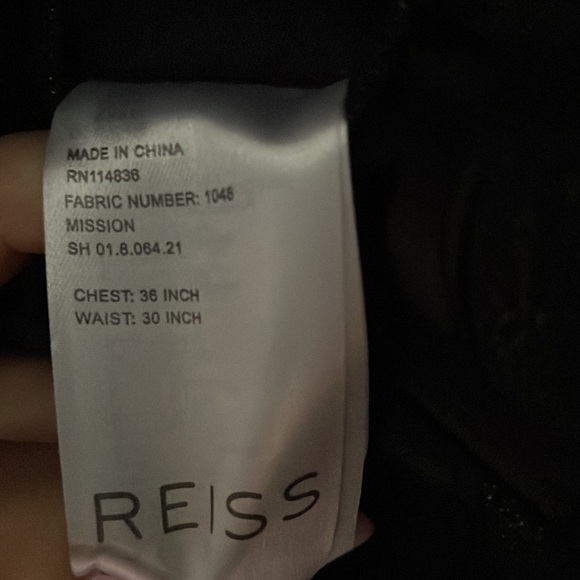 MADE IN CHINA
RN114836
FABRIC NUMBER: 1048
MISSION
SH 01.8.064.21
CHEST: 36 INCH
WAIST: 30 INCH
REISS